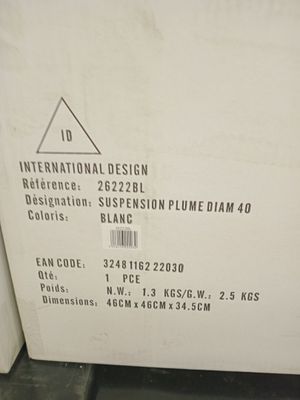 ID
INTERNATIONAL DESIGN
Référence: 26222BL
Désignation: SUSPENSION PLUME DIAM 40
Coloris: BLANC
EAN CODE: 3248 1162 22030
Qté: 1 PCE
Poids: N.W.: 1.3 KGS/G.W.: 2.5 KGS
Dimensions: 46CM x 46CM x 34.5CM